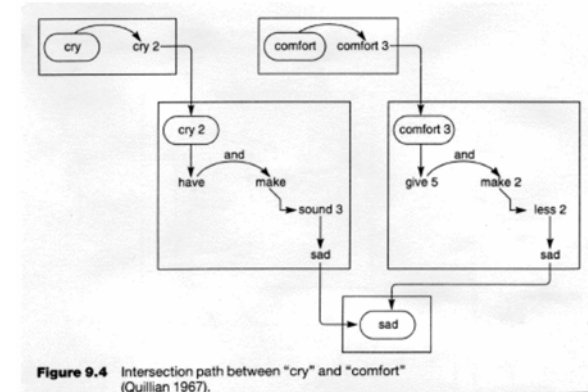 cry cry 2 comfort comfort 3
cry 2 comfort 3
and and
have make give 5 make 2
sound 3 less 2
sad sad
sad
Figure 9.4 Intersection path between “cry” and “comfort”
(Quillian 1967).